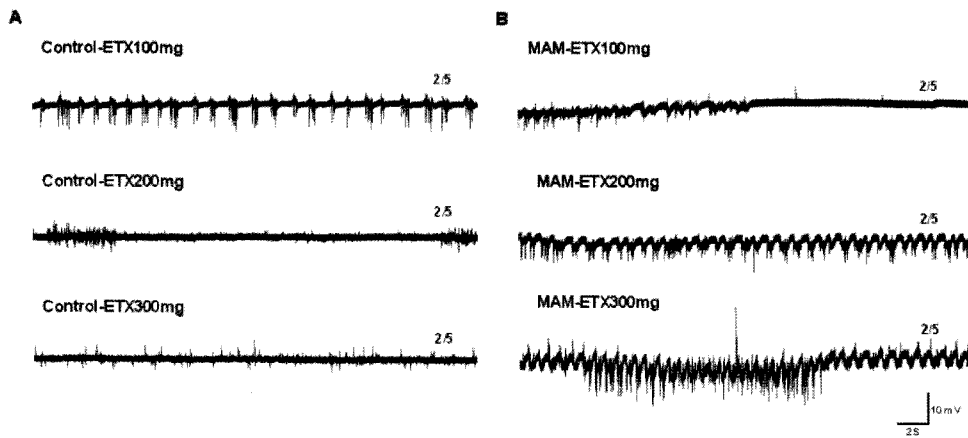 A
Control-ETX100mg
2/5
Control-ETX200mg
2/5
Control-ETX300mg
2/5
B
MAM-ETX100mg
2/5
MAM-ETX200mg
2/5
MAM-ETX300mg
2/5
10 mV
2S